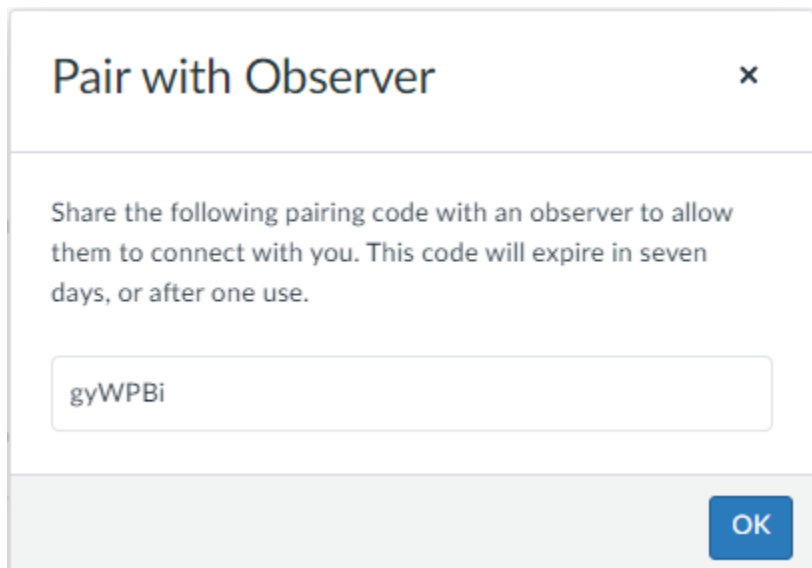 Pair with Observer
×
Share the following pairing code with an observer to allow
them to connect with you. This code will expire in seven
days, or after one use.
gyWPBi
OK